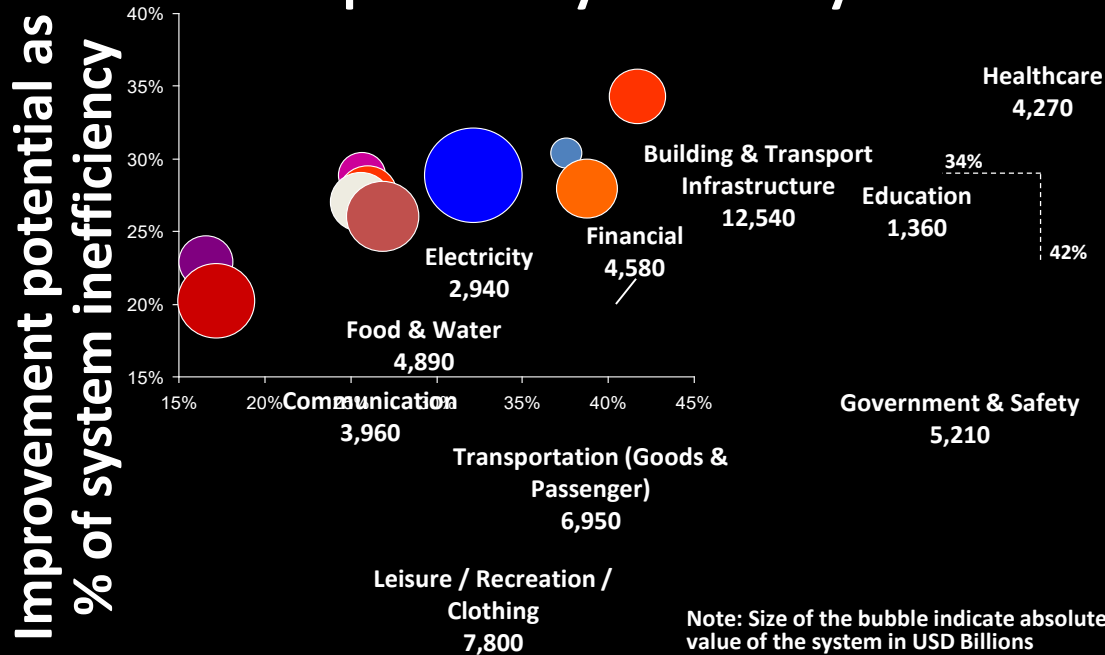 Improvement potential as
% of system inefficiency
40%
35%
30%
25%
20%
15%
15%
20%
25%
30%
35%
40%
45%
Healthcare
4,270
34%
42%
Building & Transport
Infrastructure
12,540
Education
1,360
Financial
4,580
Electricity
2,940
Food & Water
4,890
Communication
3,960
Government & Safety
5,210
Transportation (Goods &
Passenger)
6,950
Leisure / Recreation /
Clothing
7,800
Note: Size of the bubble indicate absolute
value of the system in USD Billions